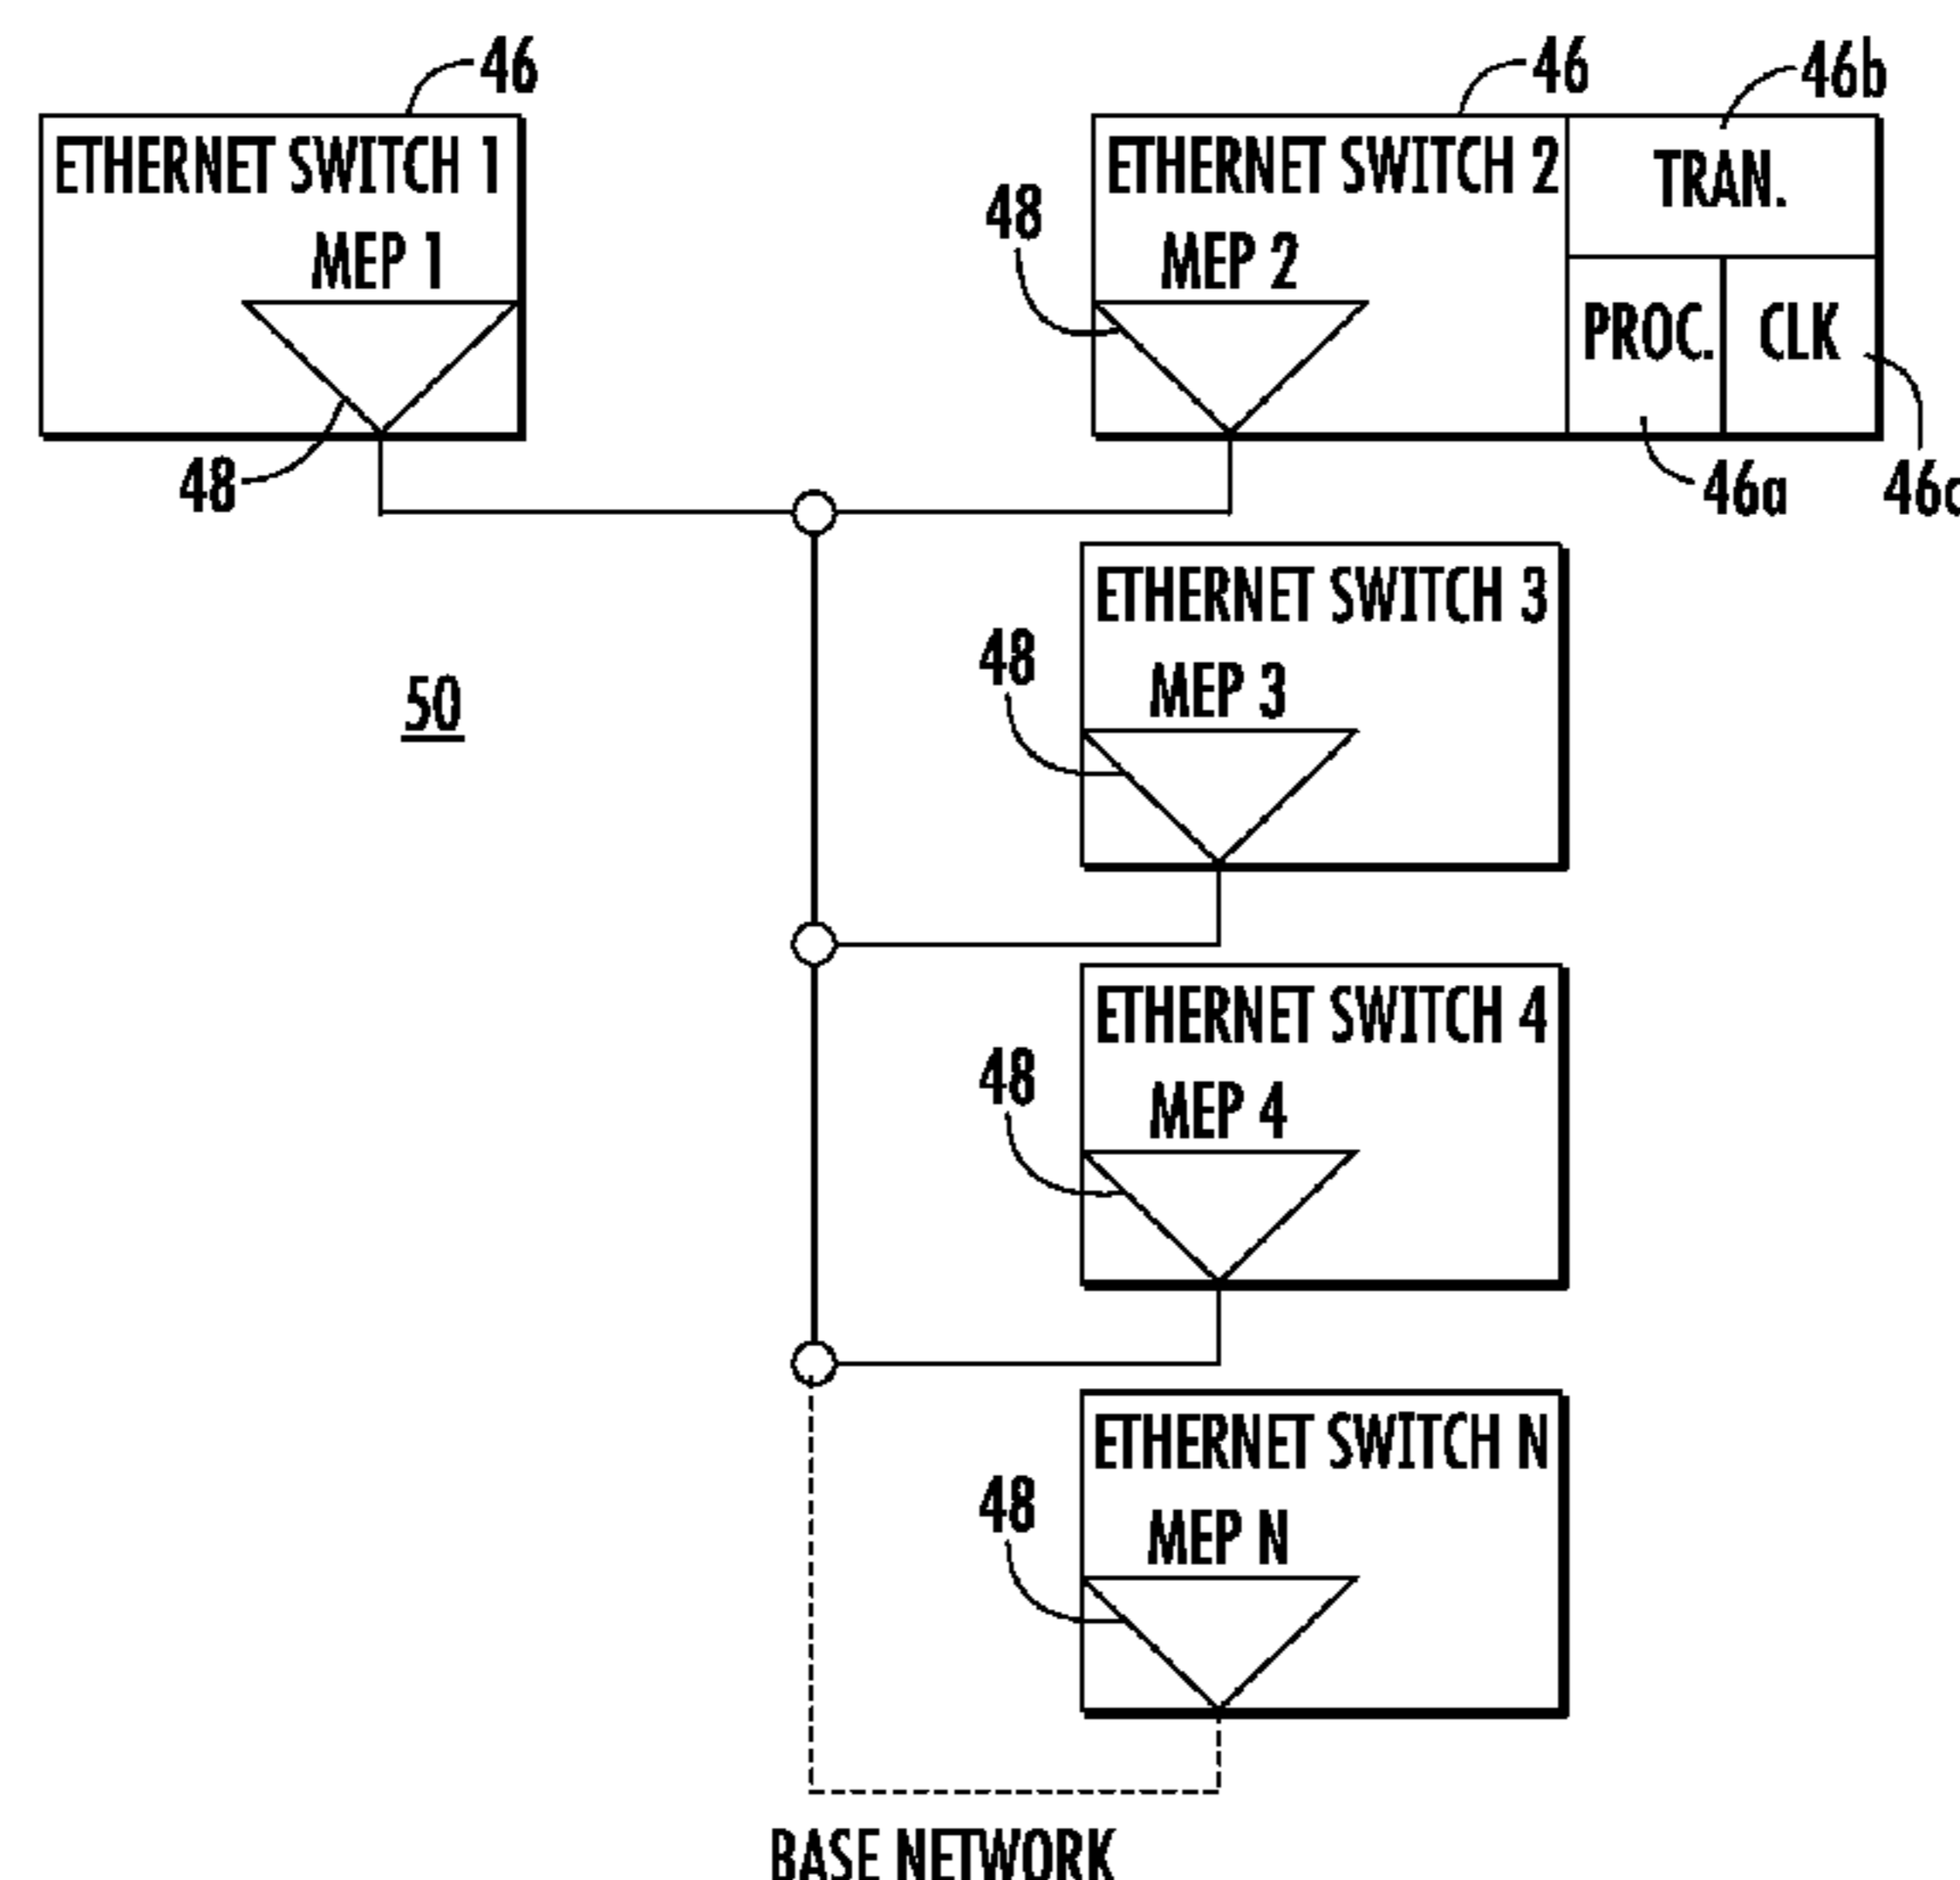 46
46
46b
ETHERNET SWITCH 1
MEP 1
48
ETHERNET SWITCH 2
MEP 2
48
TRAN.
PROC.
CLK
46a
46c
50
ETHERNET SWITCH 3
MEP 3
48
ETHERNET SWITCH 4
MEP 4
48
ETHERNET SWITCH N
MEP N
48
BASE NETWORK